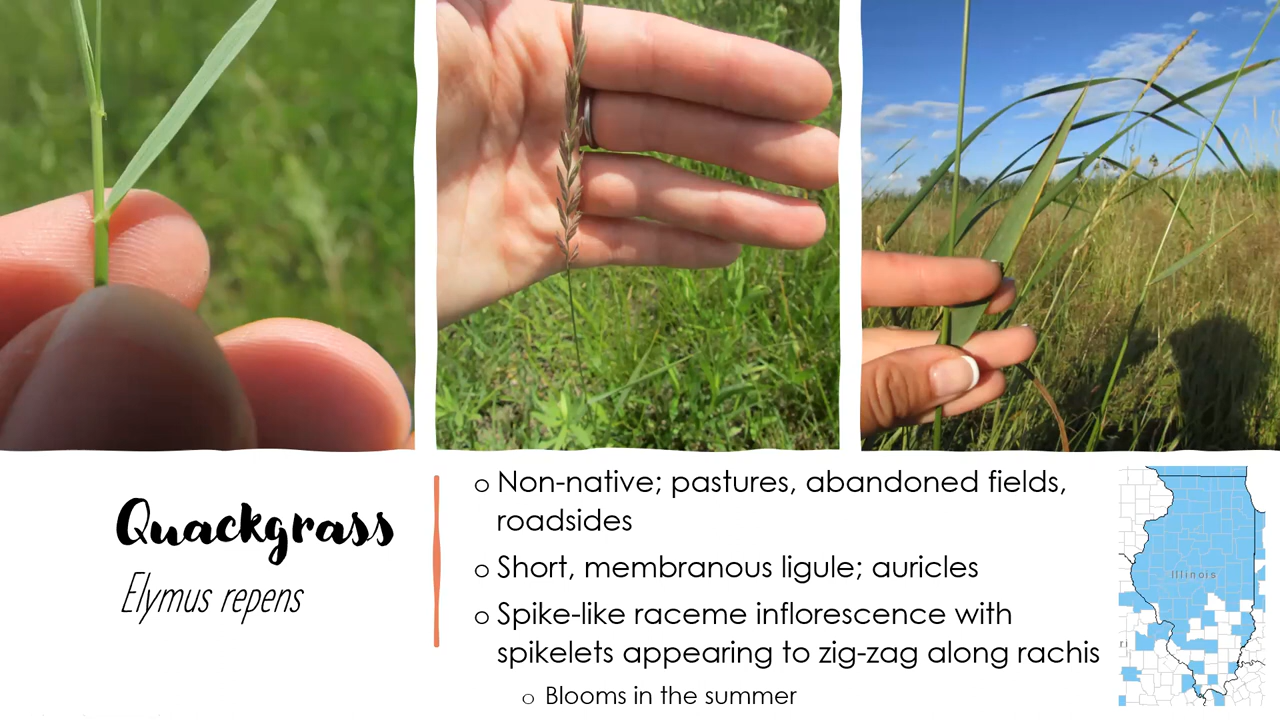 Quackgrass
Elymus repens
o Non-native; pastures, abandoned fields,
roadsides
o Short, membranous ligule; auricles
o Spike-like raceme inflorescence with
spikelets appearing to zig-zag along rachis
o Blooms in the summer
Illinois